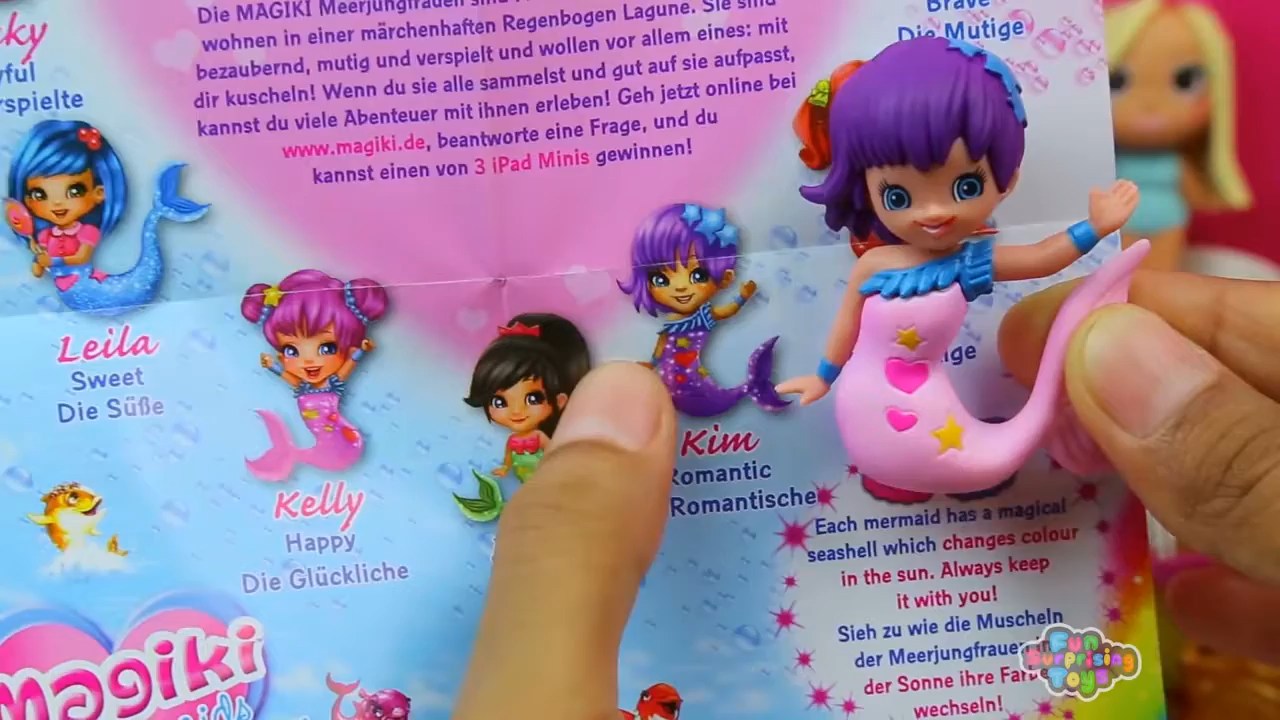 Die MAGIKI Meerjungfrauen
wohnen in einer märchenhaften Regenbogen Lagune. Sie sind
bezaubernd, mutig und verspielt und wollen vor allem eines: mit
dir kuscheln! Wenn du sie alle sammelst und gut auf sie aufpasst,
kannst du viele Abenteuer mit ihnen erleben! Geh jetzt online bei
www.magiki.de, beantworte eine Frage, und du
kannst einen von 3 iPad Minis gewinnen!
Brave
Die Mutige
Leila
Sweet
Die Süße
Kelly
Happy
Die Glückliche
Kim
Romantic
Romantische
Each mermaid has a magical
seashell which changes colour
in the sun. Always keep
it with you!
Sieh zu wie die Muscheln
der Meerjungfrauen
der Sonne ihre
wechseln!
Magiki
Fun
Surprising
Toys